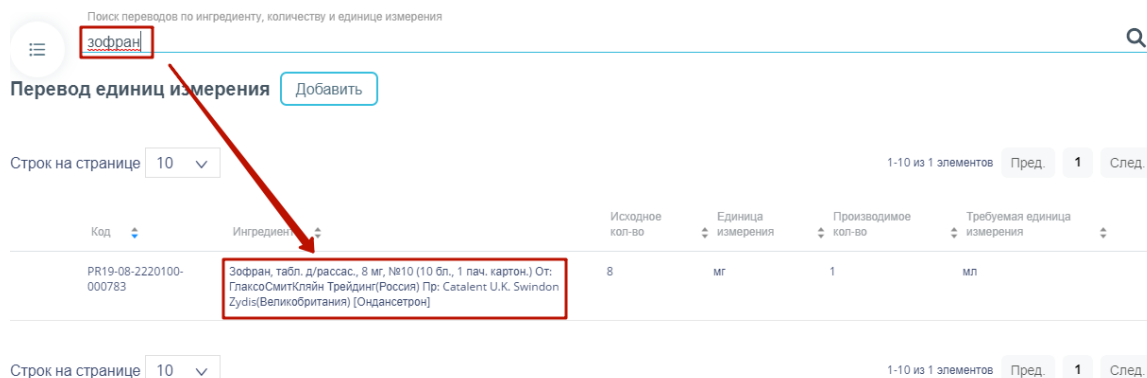 Поиск переводов по ингредиенту, количеству и единице измерения
зофран
Перевод единиц измерения Добавить
Строк на странице 10 1-10 из 1 элементов Пред. 1 След.
Код Ингредиент Исходное кол-во Единица измерения Производимое кол-во Требуемая единица измерения
PR19-08-2220100-000783 Зофран, табл. д/рассас., 8 мг, №10 (10 бл., 1 пач. картон.) От: 8 мг 1 мл
ГлаксоСмитКляйн Трейдинг(Россия) Пр: Catalent U.K. Swindon
Zydis(Великобритания) [Ондансетрон]
Строк на странице 10 1-10 из 1 элементов Пред. 1 След.